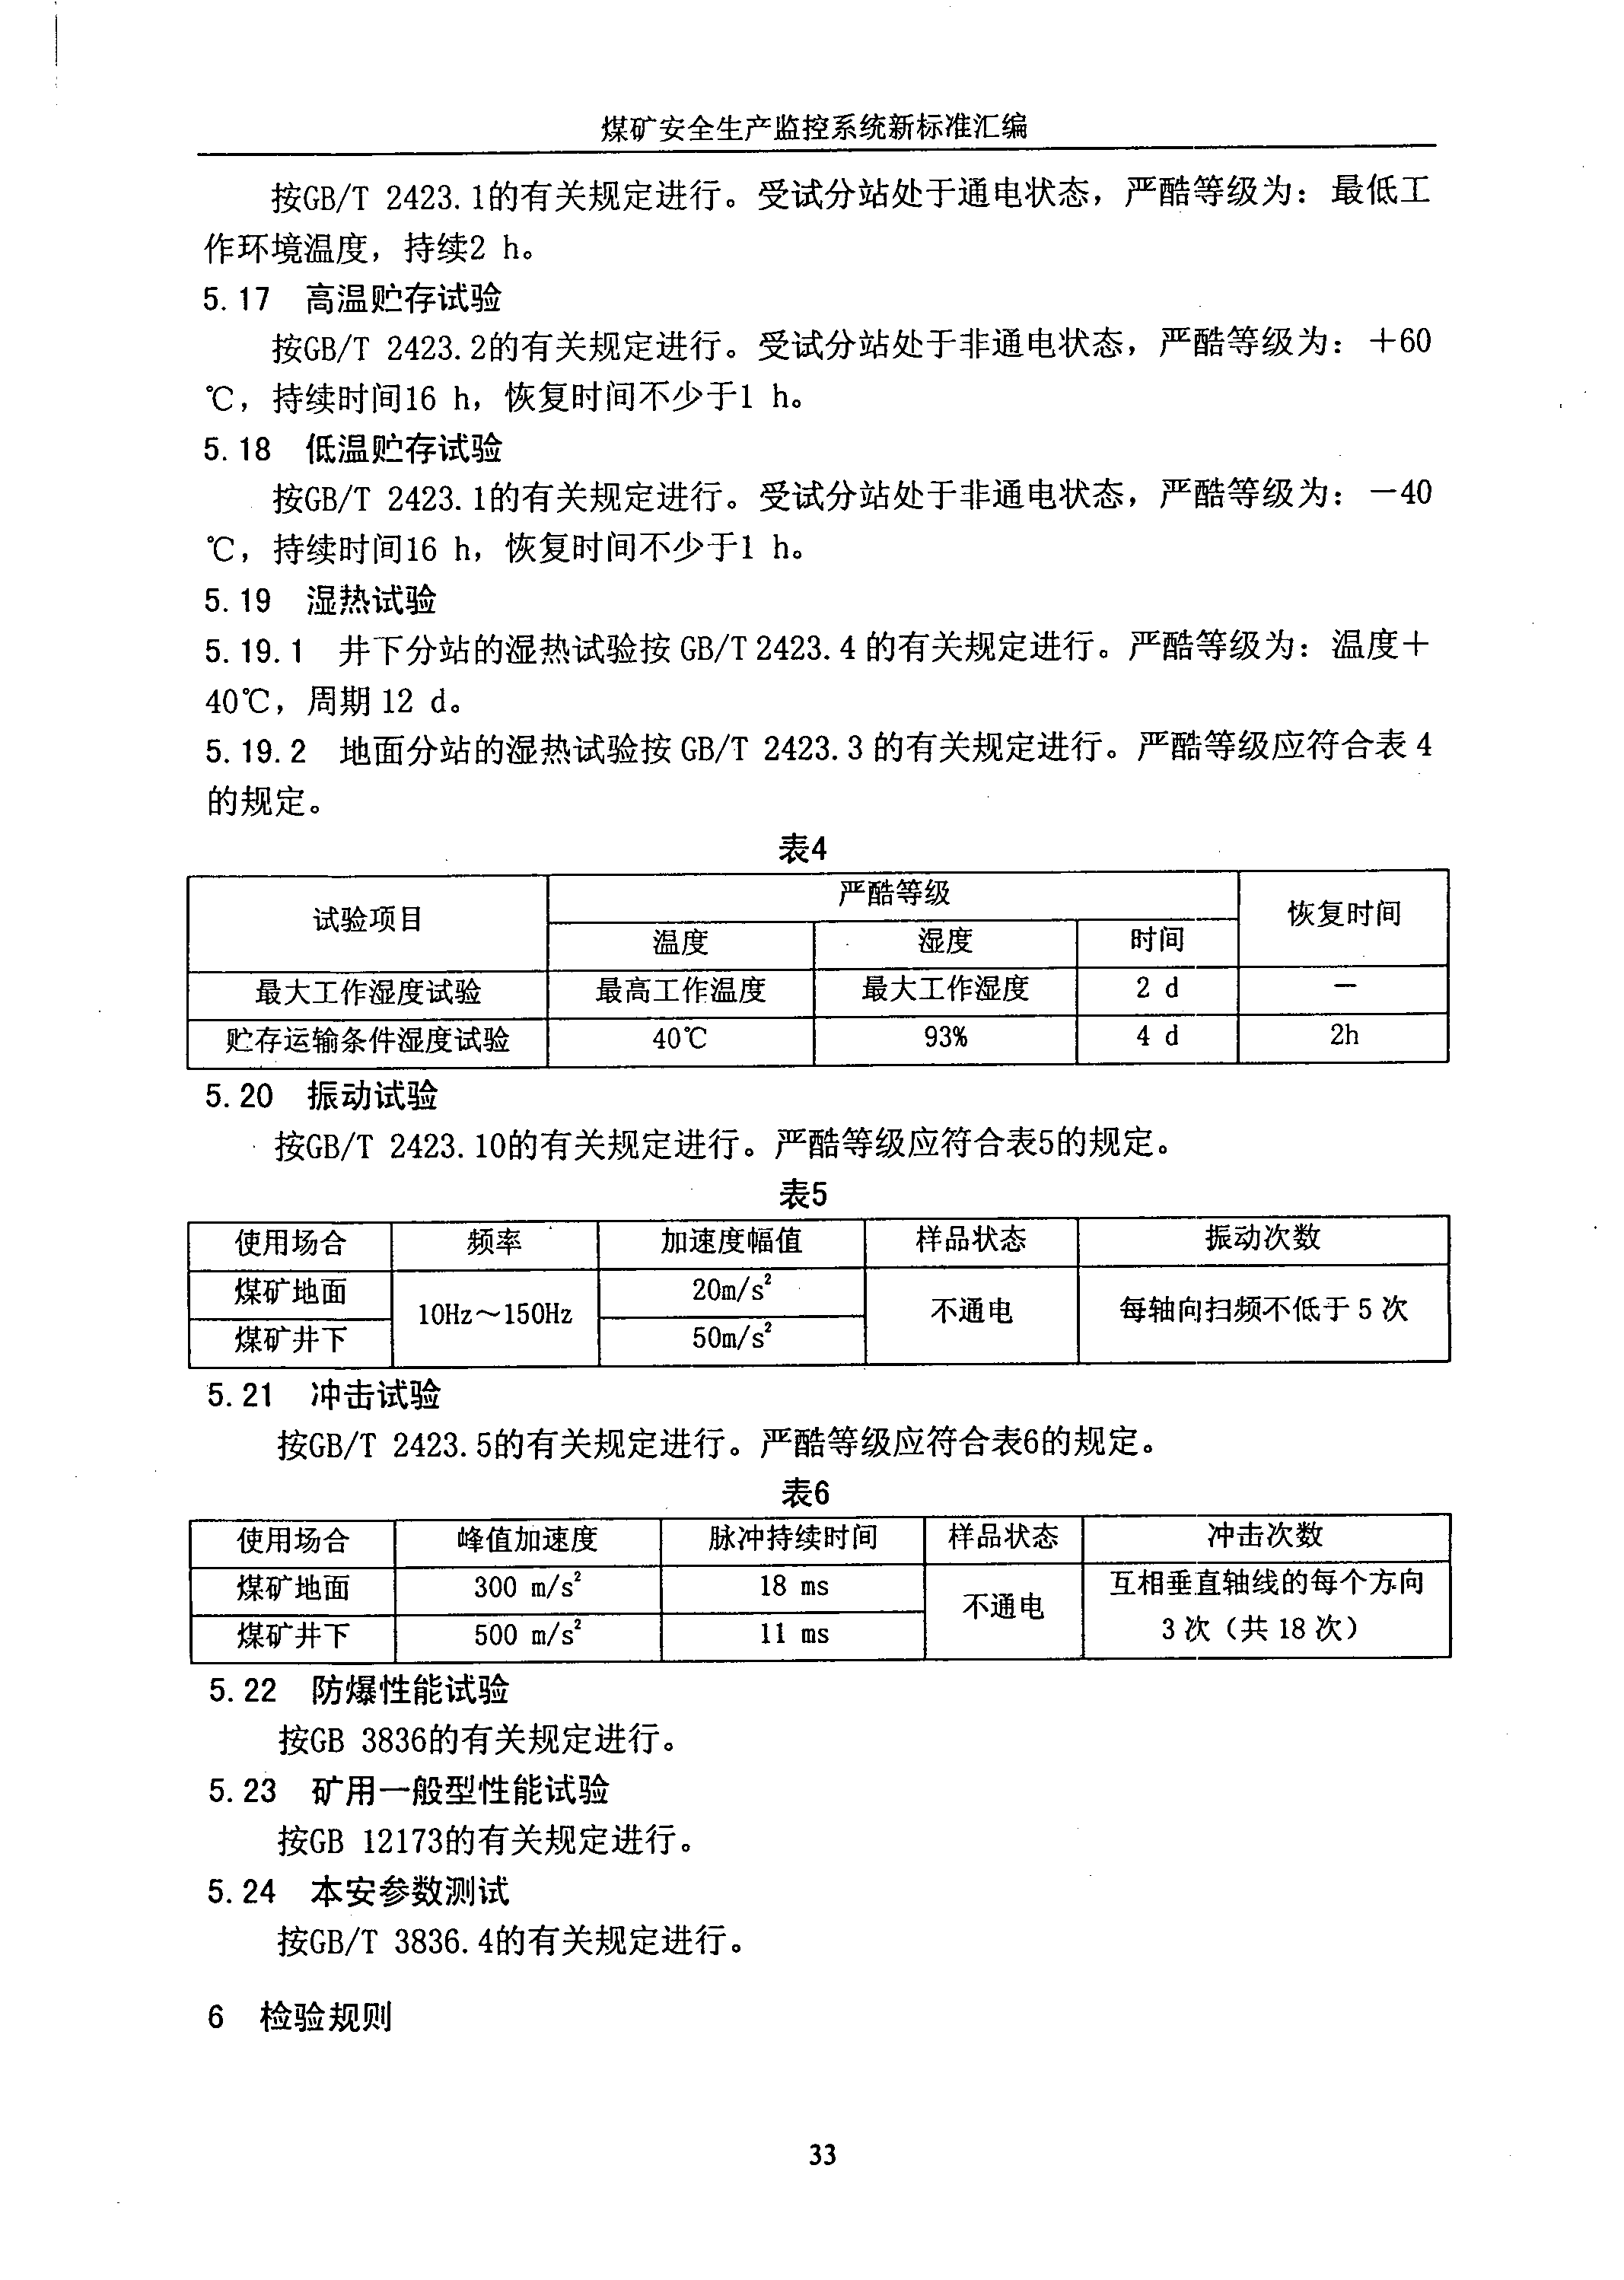 煤矿安全生产监控系统新标准汇编
按GB/T 2423.1的有关规定进行。受试分站处于通电状态，严酷等级为：最低工
作环境温度，持续2 h。
5.17 高温贮存试验
按GB/T 2423.2的有关规定进行。受试分站处于非通电状态，严酷等级为：＋60
℃，持续时间16 h，恢复时间不少于1 h。
5.18 低温贮存试验
按GB/T 2423.1的有关规定进行。受试分站处于非通电状态，严酷等级为：－40
℃，持续时间16 h，恢复时间不少于1 h。
5.19 湿热试验
5.19.1 井下分站的湿热试验按 GB/T 2423.4 的有关规定进行。严酷等级为：温度＋
40℃，周期 12 d。
5.19.2 地面分站的湿热试验按 GB/T 2423.3 的有关规定进行。严酷等级应符合表 4
的规定。
表4
试验项目 严酷等级 恢复时间
温度 湿度 时间
最大工作湿度试验 最高工作温度 最大工作湿度 2 d —
贮存运输条件湿度试验 40℃ 93% 4 d 2h
5.20 振动试验
按GB/T 2423.10的有关规定进行。严酷等级应符合表5的规定。
表5
使用场合 频率 加速度幅值 样品状态 振动次数
煤矿地面 10Hz～150Hz 20m/s² 不通电 每轴向扫频不低于 5 次
煤矿井下 50m/s²
5.21 冲击试验
按GB/T 2423.5的有关规定进行。严酷等级应符合表6的规定。
表6
使用场合 峰值加速度 脉冲持续时间 样品状态 冲击次数
煤矿地面 300 m/s² 18 ms 不通电 互相垂直轴线的每个方向
煤矿井下 500 m/s² 11 ms 3 次（共 18 次）
5.22 防爆性能试验
按GB 3836的有关规定进行。
5.23 矿用一般型性能试验
按GB 12173的有关规定进行。
5.24 本安参数测试
按GB/T 3836.4的有关规定进行。
6 检验规则
33